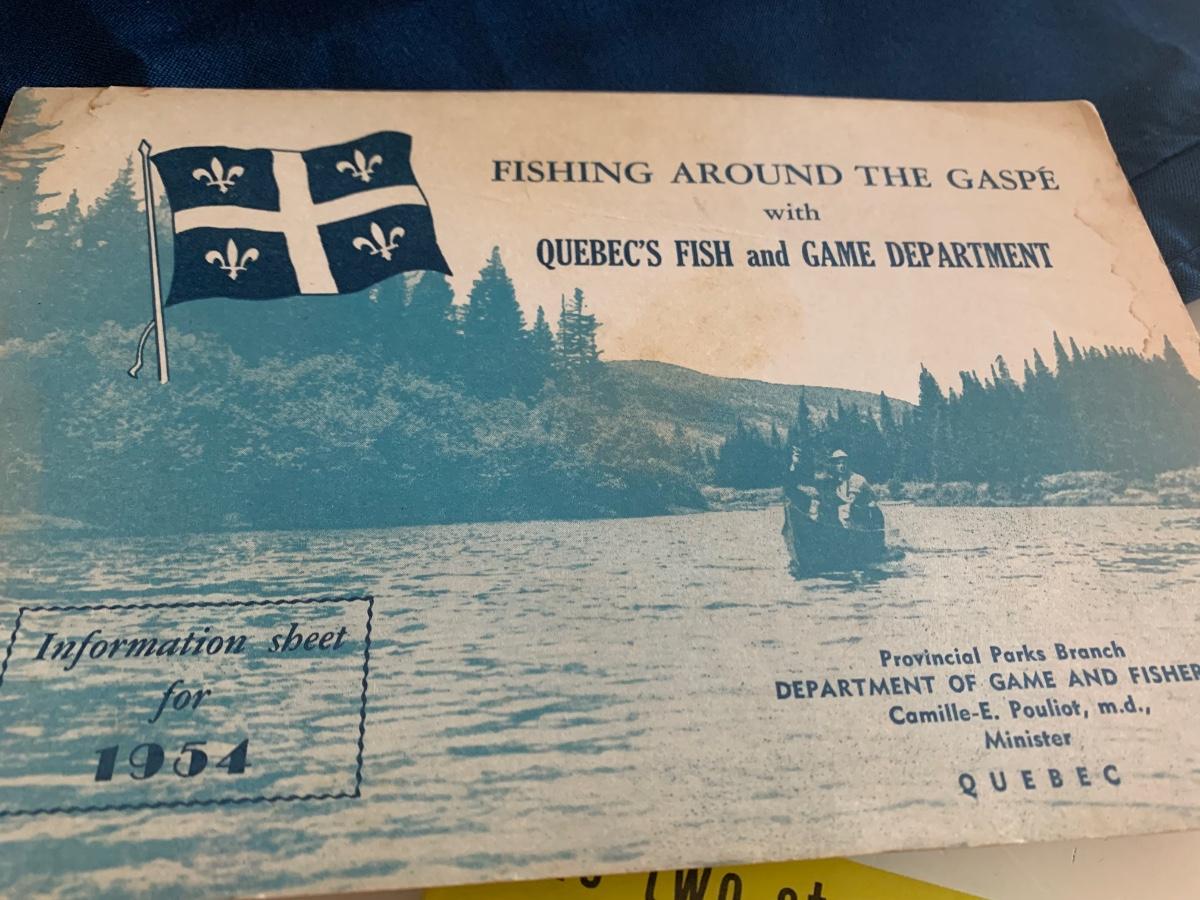 FISHING AROUND THE GASPÉ
with
QUEBEC'S FISH and GAME DEPARTMENT
Information sheet
for
1954
Provincial Parks Branch
DEPARTMENT OF GAME AND FISHER
Camille-E. Pouliot, m.d.,
Minister
QUEBEC
TWO